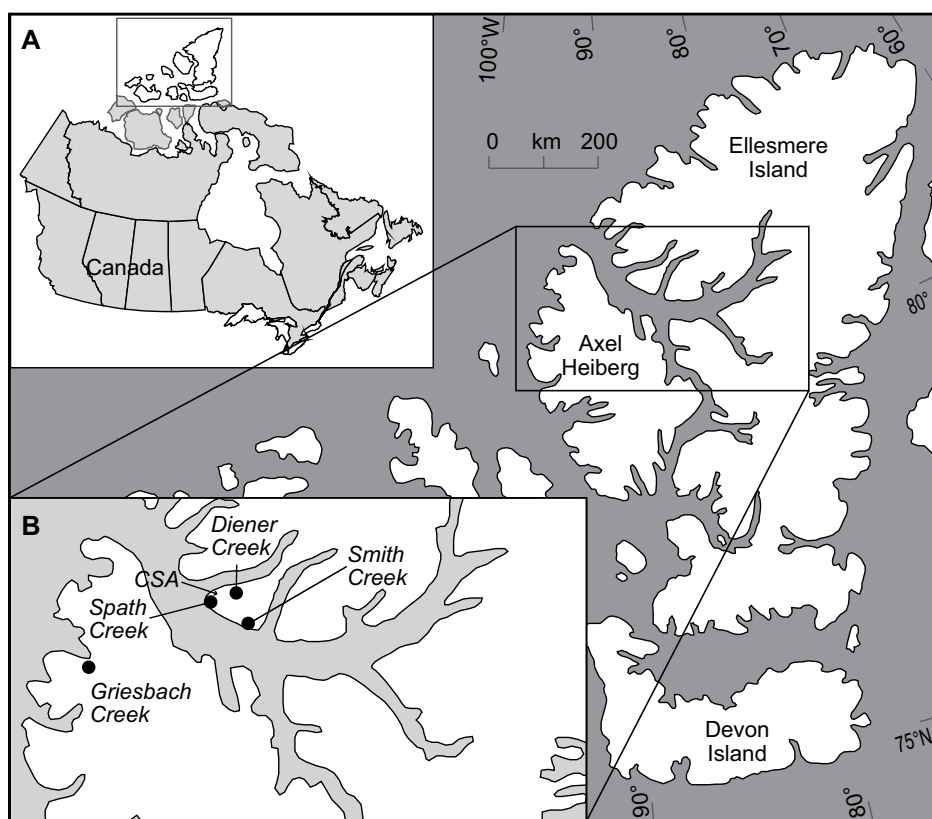 A
Canada
100°W
90°
80°
70°
60°
0 km 200
Ellesmere
Island
80°
Axel
Heiberg
B
Diener
Creek
CSA
Smith
Creek
Spath
Creek
Griesbach
Creek
Devon
Island
75°N
90°
80°